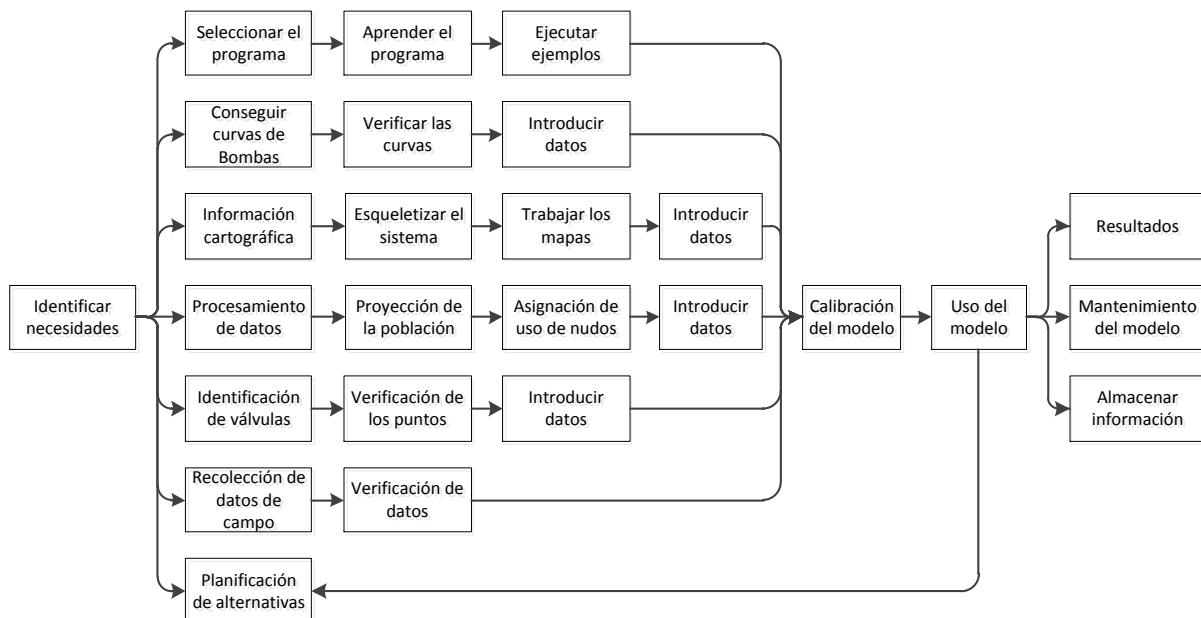 Seleccionar el
programa
Aprender el
programa
Ejecutar
ejemplos
Conseguir
curvas de
Bombas
Verificar las
curvas
Introducir
datos
Información
cartográfica
Esqueletizar el
sistema
Trabajar los
mapas
Introducir
datos
Resultados
Identificar
necesidades
Procesamiento
de datos
Proyección de
la población
Asignación de
uso de nudos
Introducir
datos
Calibración
del modelo
Uso del
modelo
Mantenimiento
del modelo
Identificación
de válvulas
Verificación de
los puntos
Introducir
datos
Almacenar
información
Recolección de
datos de
campo
Verificación de
datos
Planificación
de alternativas